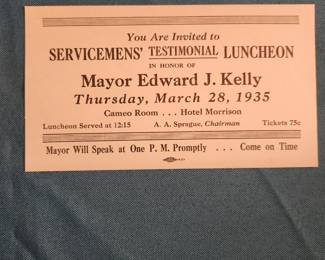 You Are Invited to
SERVICEMENS' TESTIMONIAL LUNCHEON
IN HONOR OF
Mayor Edward J. Kelly
Thursday, March 28, 1935
Cameo Room . . . Hotel Morrison
Luncheon Served at 12:15 A. A. Sprague, Chairman Tickets 75c
Mayor Will Speak at One P. M. Promptly . . . Come on Time